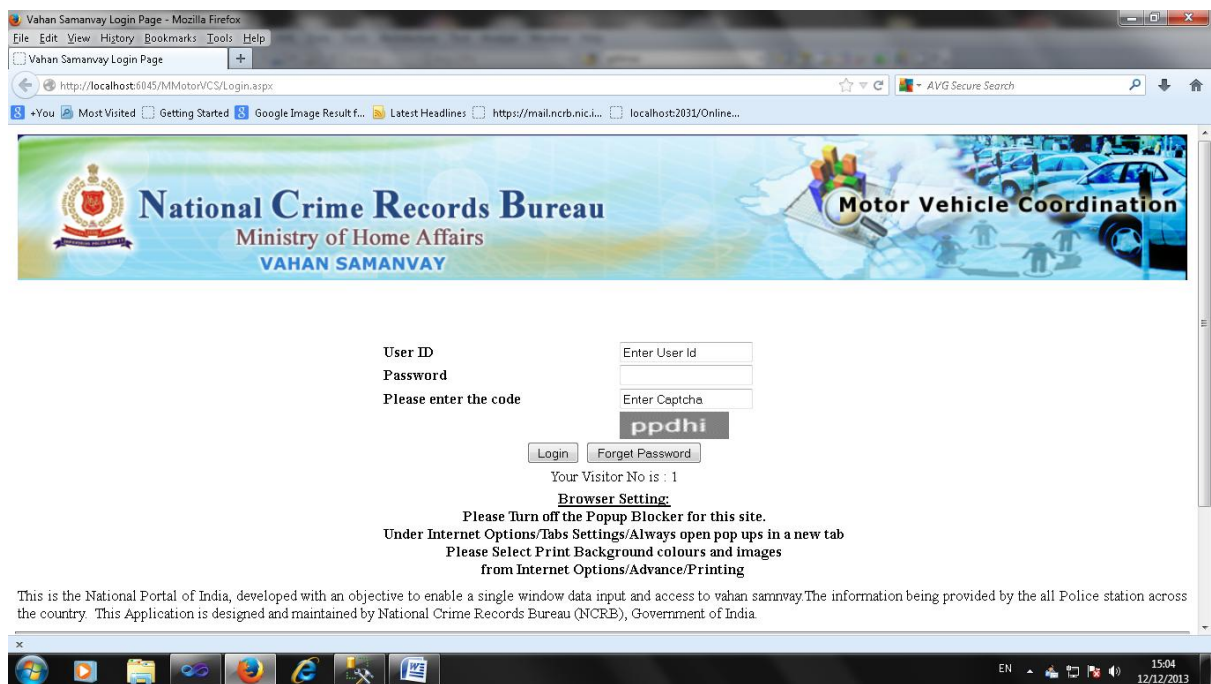 Vahan Samanvay Login Page - Mozilla Firefox
File Edit View History Bookmarks Tools Help
Vahan Samanvay Login Page
http://localhost:6045/MMotorVCS/Login.aspx
AVG Secure Search
+You Most Visited Getting Started Google Image Result f... Latest Headlines https://mail.ncrb.nic.i... localhost:2031/Online...
National Crime Records Bureau
Ministry of Home Affairs
VAHAN SAMANVAY
Motor Vehicle Coordination
User ID Enter User Id
Password
Please enter the code Enter Captcha
ppdhi
Login Forget Password
Your Visitor No is : 1
Browser Setting:
Please Turn off the Popup Blocker for this site.
Under Internet Options/Tabs Settings/Always open pop ups in a new tab
Please Select Print Background colours and images
from Internet Options/Advance/Printing
This is the National Portal of India, developed with an objective to enable a single window data input and access to vahan samnvay.The information being provided by the all Police station across
the country. This Application is designed and maintained by National Crime Records Bureau (NCRB), Government of India.
EN 15:04
12/12/2013